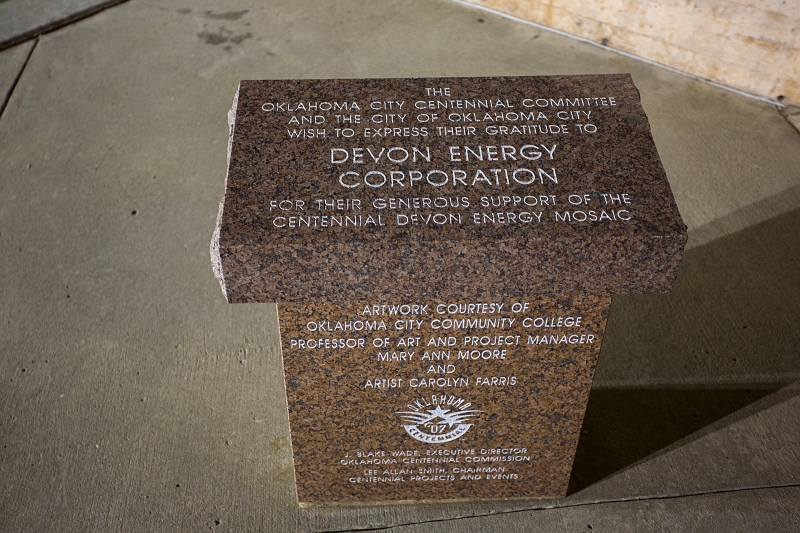 THE
OKLAHOMA CITY CENTENNIAL COMMITTEE
AND THE CITY OF OKLAHOMA CITY
WISH TO EXPRESS THEIR GRATITUDE TO
DEVON ENERGY
CORPORATION
FOR THEIR GENEROUS SUPPORT OF THE
CENTENNIAL DEVON ENERGY MOSAIC
ARTWORK COURTESY OF
OKLAHOMA CITY COMMUNITY COLLEGE
PROFESSOR OF ART AND PROJECT MANAGER
MARY ANN MOORE
AND
ARTIST CAROLYN FARRIS
OKLAHOMA
'07
CENTENNIAL
J. BLAKE WADE, EXECUTIVE DIRECTOR
OKLAHOMA CENTENNIAL COMMISSION
LEE ALLAN SMITH, CHAIRMAN
CENTENNIAL PROJECTS AND EVENTS